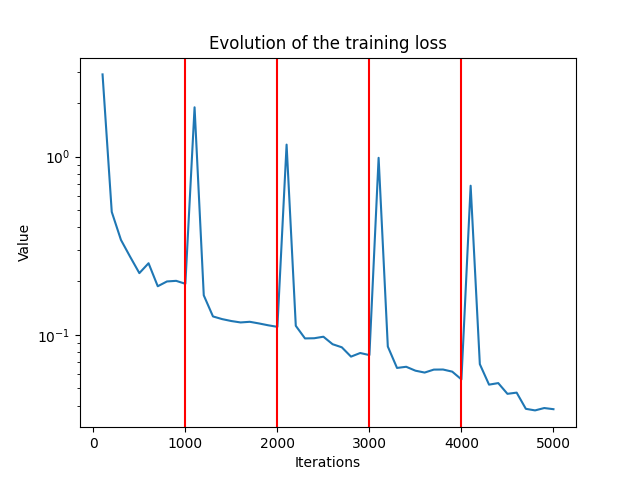 Evolution of the training loss
Value
10⁰
10⁻¹
0 1000 2000 3000 4000 5000
Iterations